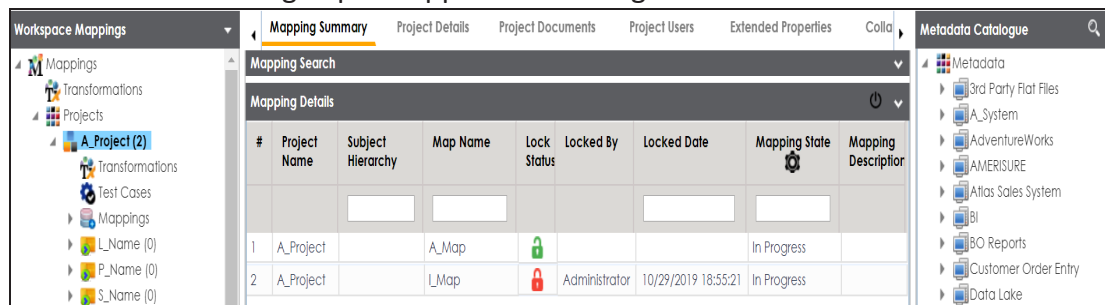 Workspace Mappings
Mappings
Transformations
Projects
A_Project (2)
Transformations
Test Cases
Mappings
L_Name (0)
P_Name (0)
S_Name (0)
Mapping Summary Project Details Project Documents Project Users Extended Properties Colla
Mapping Search
Mapping Details
# Project Name Subject Hierarchy Map Name Lock Status Locked By Locked Date Mapping State Mapping Description
1 A_Project A_Map In Progress
2 A_Project I_Map Administrator 10/29/2019 18:55:21 In Progress
Metadata Catalogue
Metadata
3rd Party Flat Files
A_System
AdventureWorks
AMERISURE
Atlas Sales System
BI
BO Reports
Customer Order Entry
Data Lake